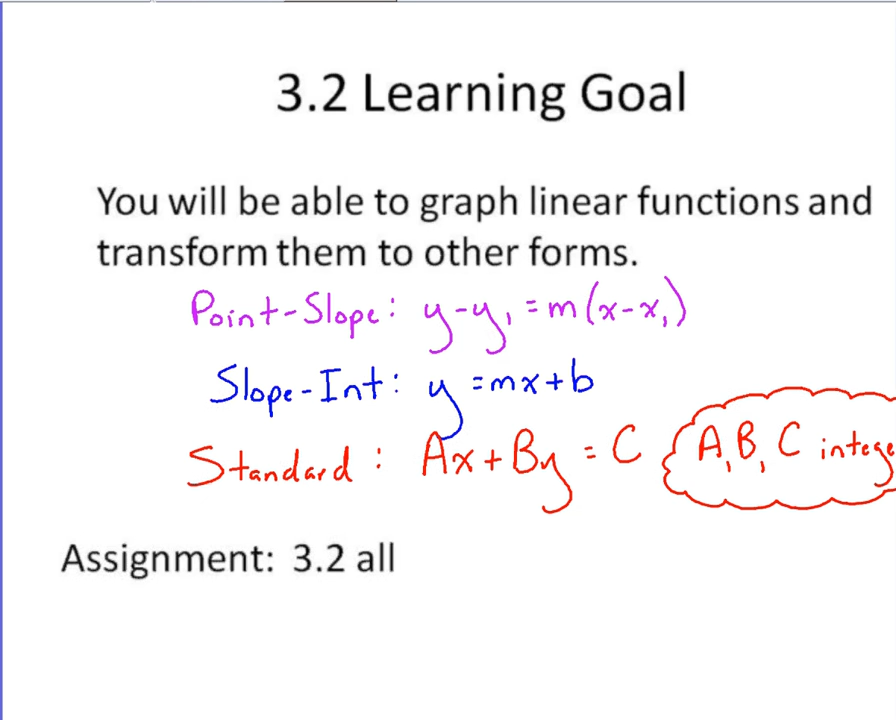 3.2 Learning Goal
You will be able to graph linear functions and
transform them to other forms.
Point-Slope: y-y₁=m(x-x₁)
Slope-Int: y=mx+b
Standard: Ax+By=C A, B, C intege
Assignment: 3.2 all